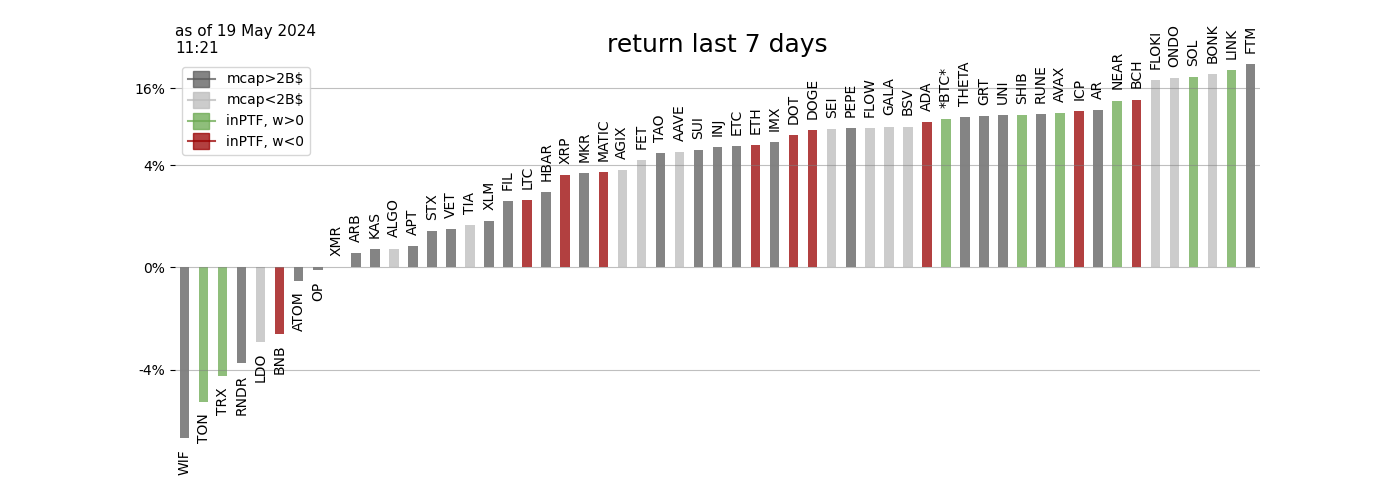 as of 19 May 2024
11:21
return last 7 days
mcap>2B$
mcap<2B$
inPTF, w>0
inPTF, w<0
16%
4%
0%
-4%
WIF
TON
TRX
RNDR
LDO
BNB
ATOM
OP
XMR
ARB
KAS
ALGO
APT
STX
VET
TIA
XLM
FIL
LTC
HBAR
XRP
MKR
MATIC
AGIX
FET
TAO
AAVE
SUI
INJ
ETC
ETH
IMX
DOT
DOGE
SEI
PEPE
FLOW
GALA
BSV
ADA
*BTC*
THETA
GRT
UNI
SHIB
RUNE
AVAX
ICP
AR
NEAR
BCH
FLOKI
ONDO
SOL
BONK
LINK
FTM